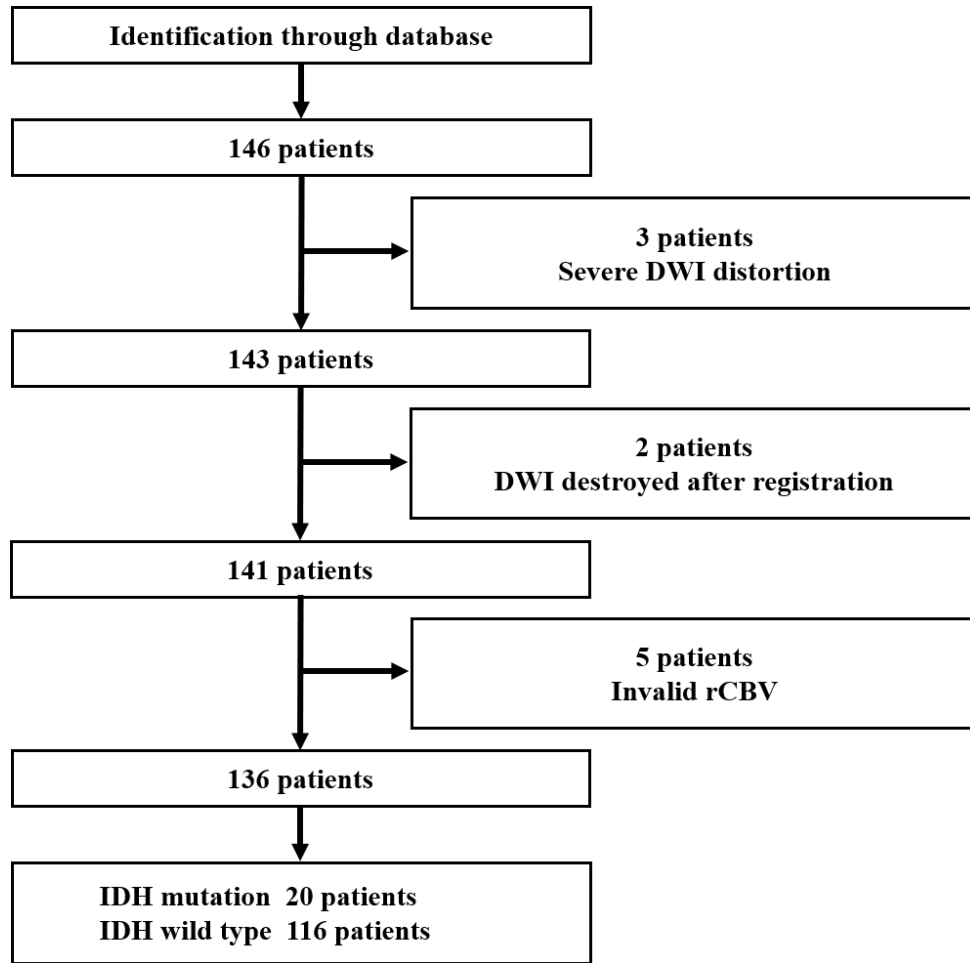 Identification through database
146 patients
3 patients
Severe DWI distortion
143 patients
2 patients
DWI destroyed after registration
141 patients
5 patients
Invalid rCBV
136 patients
IDH mutation  20 patients
IDH wild type  116 patients